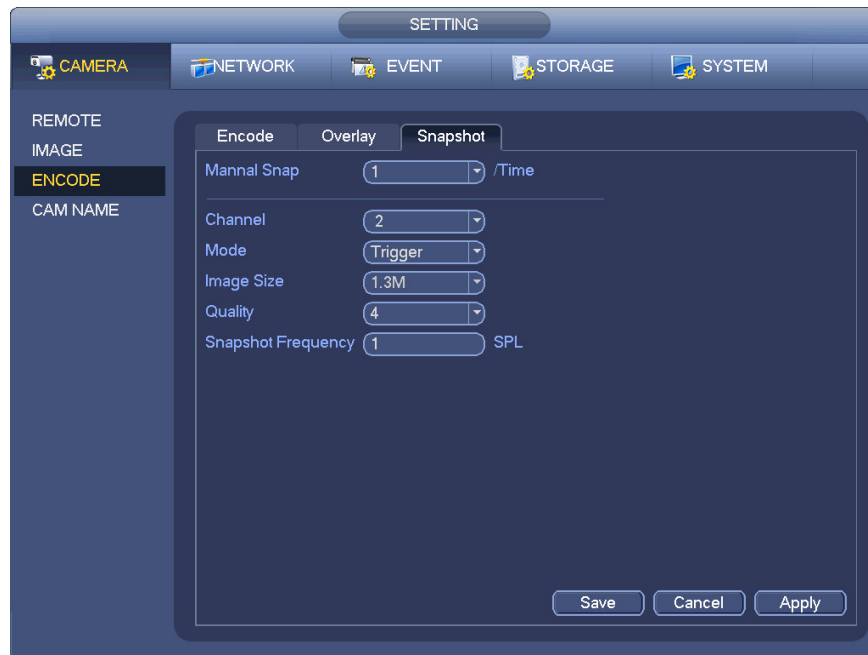 SETTING
CAMERA NETWORK EVENT STORAGE SYSTEM
REMOTE
IMAGE
ENCODE
CAM NAME
Encode Overlay Snapshot
Mannal Snap 1 /Time
Channel 2
Mode Trigger
Image Size 1.3M
Quality 4
Snapshot Frequency 1 SPL
Save Cancel Apply